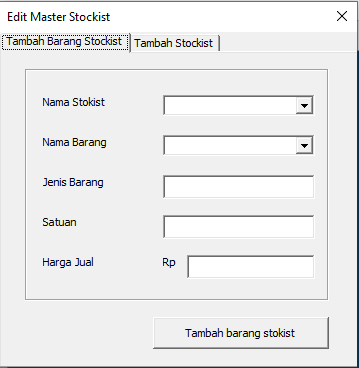 Edit Master Stockist
Tambah Barang Stockist Tambah Stockist
Nama Stokist
Nama Barang
Jenis Barang
Satuan
Harga Jual Rp
Tambah barang stokist